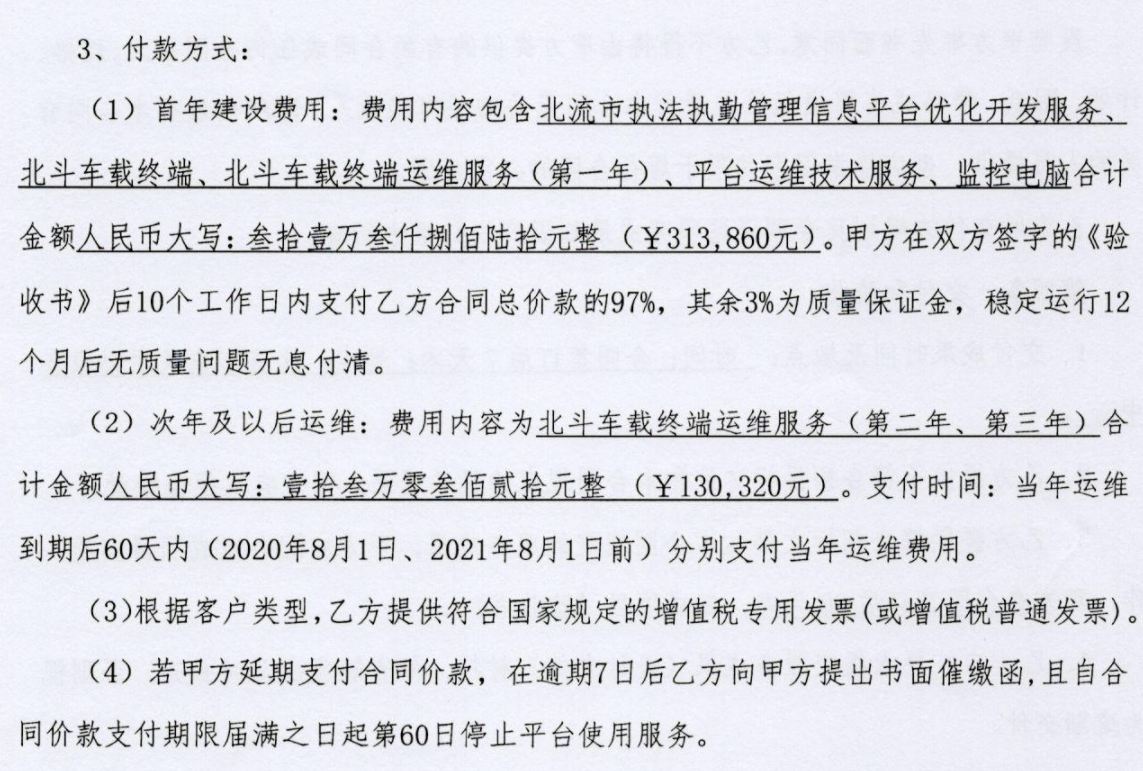 3、付款方式：
（1）首年建设费用：费用内容包含北流市执法执勤管理信息平台优化开发服务、
北斗车载终端、北斗车载终端运维服务（第一年）、平台运维技术服务、监控电脑合计
金额人民币大写：叁拾壹万叁仟捌佰陆拾元整（￥313,860元）。甲方在双方签字的《验
收书》后10个工作日内支付乙方合同总价款的97%，其余3%为质量保证金，稳定运行12
个月后无质量问题无息付清。
（2）次年及以后运维：费用内容为北斗车载终端运维服务（第二年、第三年）合
计金额人民币大写：壹拾叁万零叁佰贰拾元整（￥130,320元）。支付时间：当年运维
到期后60天内（2020年8月1日、2021年8月1日前）分别支付当年运维费用。
（3)根据客户类型,乙方提供符合国家规定的增值税专用发票(或增值税普通发票)。
（4）若甲方延期支付合同价款，在逾期7日后乙方向甲方提出书面催缴函,且自合
同价款支付期限届满之日起第60日停止平台使用服务。